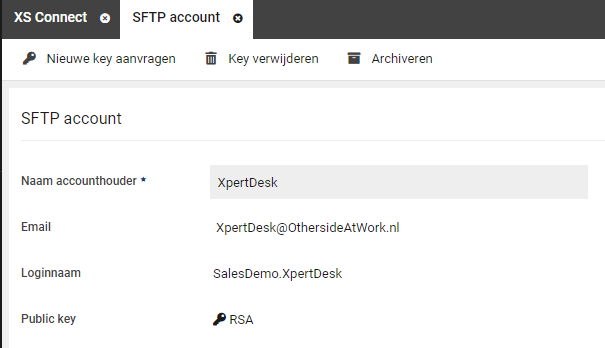 XS Connect
SFTP account
Nieuwe key aanvragen
Key verwijderen
Archiveren
SFTP account
Naam accounthouder *
XpertDesk
Email
XpertDesk@OthersideAtWork.nl
Loginnaam
SalesDemo.XpertDesk
Public key
RSA